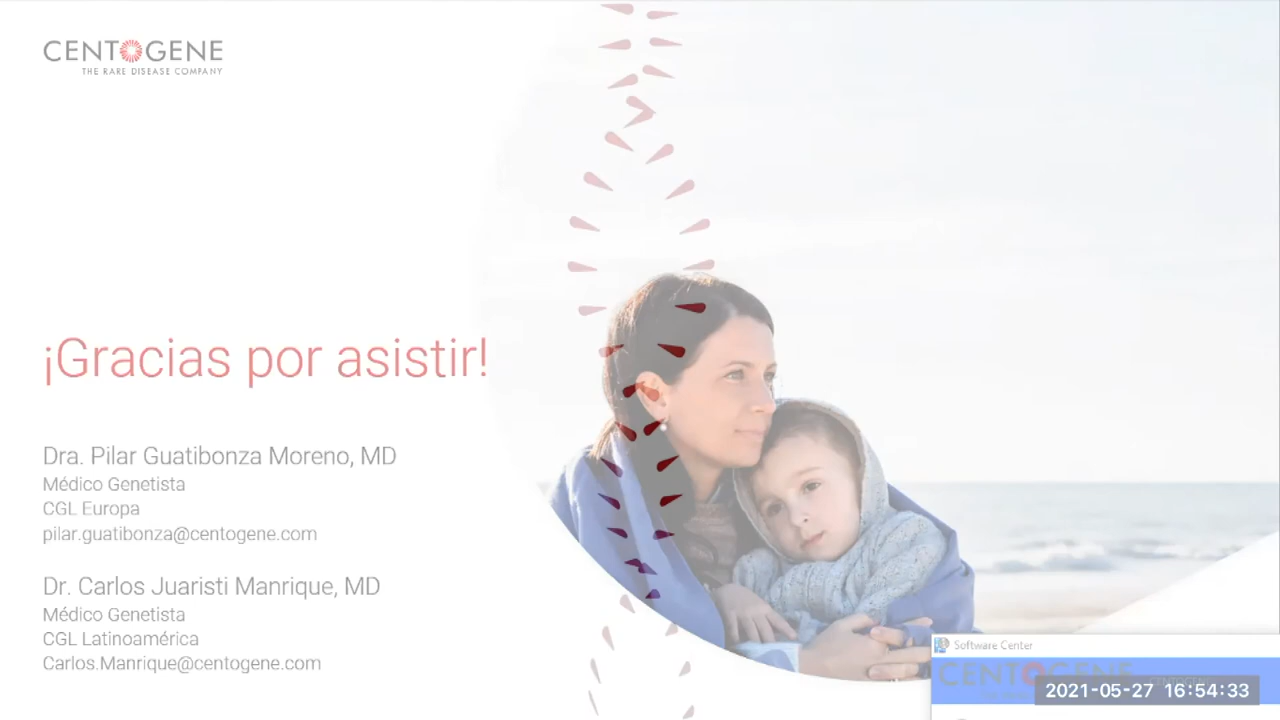 CENTOGENE
THE RARE DISEASE COMPANY
¡Gracias por asistir!
Dra. Pilar Guatibonza Moreno, MD
Médico Genetista
CGL Europa
pilar.guatibonza@centogene.com
Dr. Carlos Juaristi Manrique, MD
Médico Genetista
CGL Latinoamérica
Carlos.Manrique@centogene.com
Software Center
CENTOGENE
2021-05-27 16:54:33